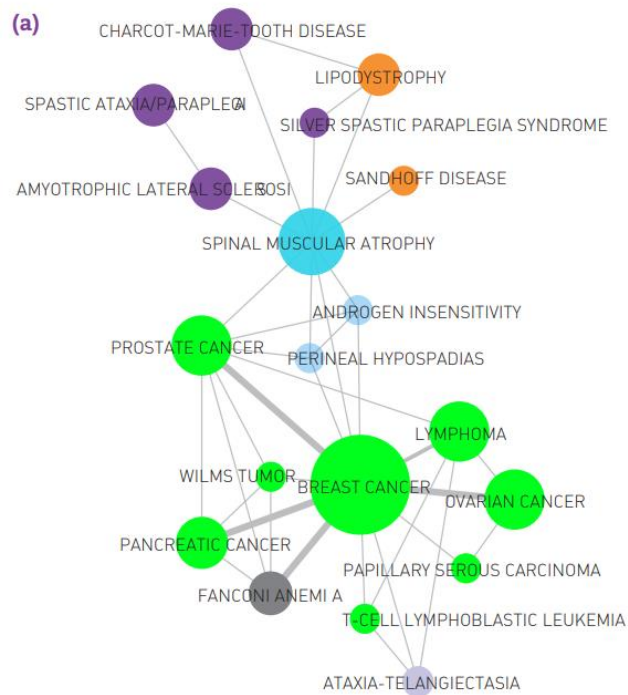 (a)
CHARCOT-MARIE-TOOTH DISEASE
LIPODYSTROPHY
SPASTIC ATAXIA/PARAPLEGIA
SILVER SPASTIC PARAPLEGIA SYNDROME
SANDHOFF DISEASE
AMYOTROPHIC LATERAL SCLEROSI
SPINAL MUSCULAR ATROPHY
ANDROGEN INSENSITIVITY
PROSTATE CANCER
PERINEAL HYPOSPADIAS
LYMPHOMA
WILMS TUMOR
BREAST CANCER
OVARIAN CANCER
PANCREATIC CANCER
PAPILLARY SEROUS CARCINOMA
FANCONI ANEMI A
T-CELL LYMPHOBLASTIC LEUKEMIA
ATAXIA-TELANGIECTASIA